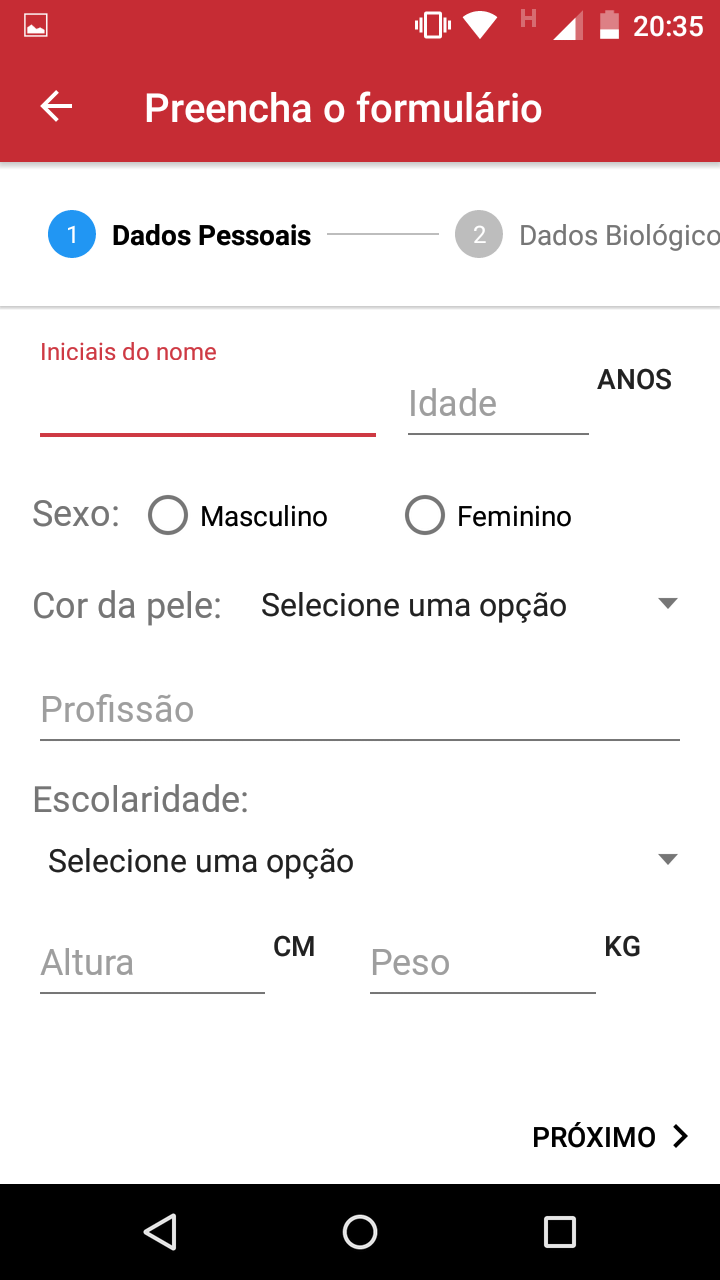 H 20:35
Preencha o formulário
1 Dados Pessoais 2 Dados Biológico
Iniciais do nome
Idade ANOS
Sexo: Masculino Feminino
Cor da pele: Selecione uma opção
Profissão
Escolaridade:
Selecione uma opção
Altura CM Peso KG
PRÓXIMO